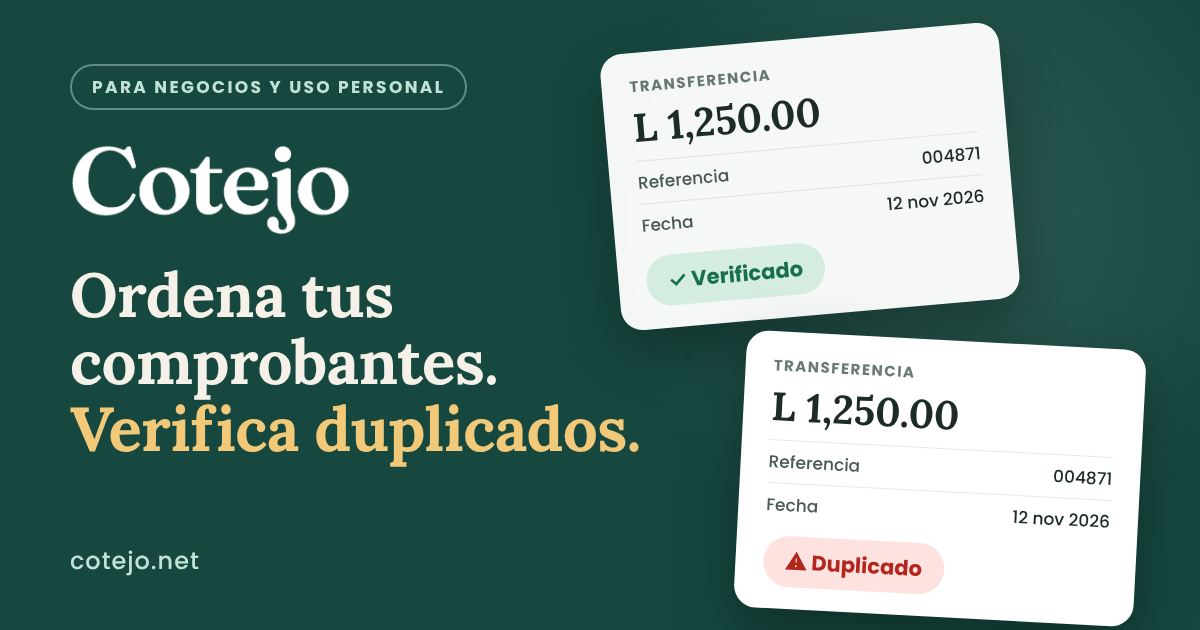 PARA NEGOCIOS Y USO PERSONAL
Cotejo
Ordena tus
comprobantes.
Verifica duplicados.
cotejo.net
TRANSFERENCIA
L 1,250.00
Referencia 004871
Fecha 12 nov 2026
Verificado
TRANSFERENCIA
L 1,250.00
Referencia 004871
Fecha 12 nov 2026
Duplicado